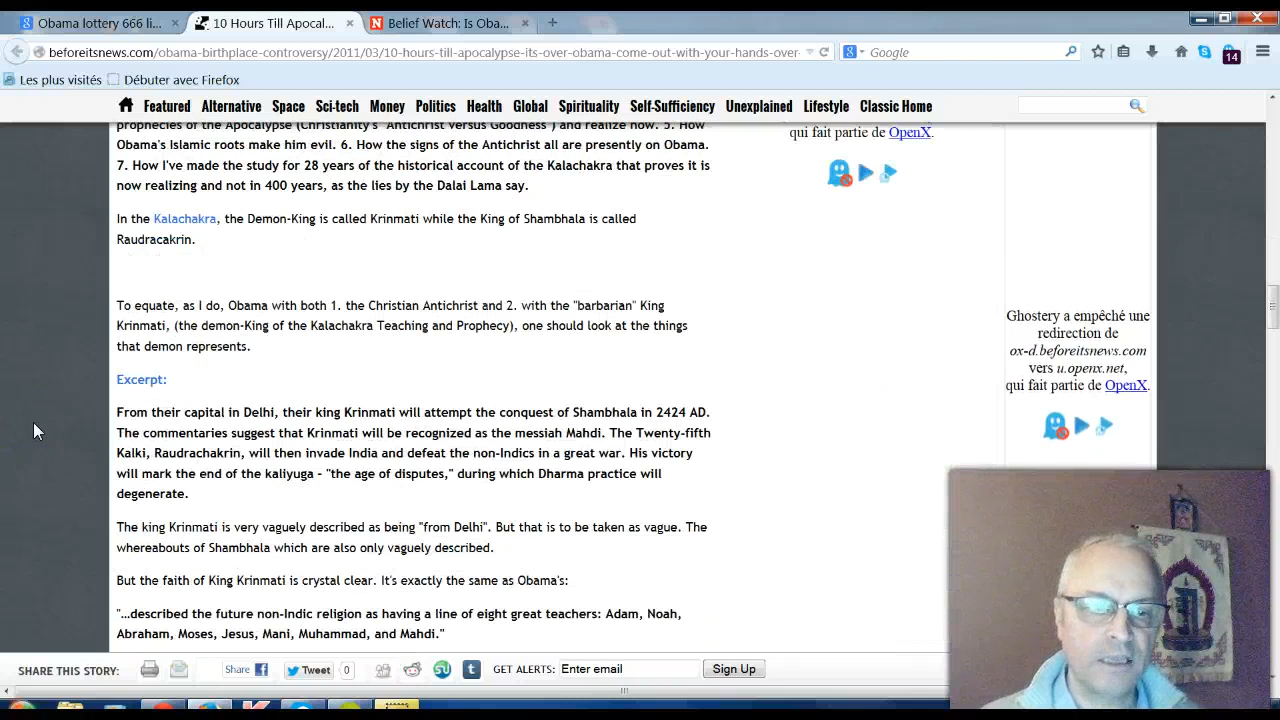 Obama lottery 666 li...
10 Hours Till Apocal...
Belief Watch: Is Oba...
beforeitsnews.com/obama-birthplace-controversy/2011/03/10-hours-till-apocalypse-its-over-obama-come-out-with-your-hands-over-
Google
14
Les plus visités
Débuter avec Firefox
Featured Alternative Space Sci-tech Money Politics Health Global Spirituality Self-Sufficiency Unexplained Lifestyle Classic Home
prophecies of the Apocalypse (Christianity's "Antichrist versus Goodness") and realize now. 5. How
Obama's Islamic roots make him evil. 6. How the signs of the Antichrist all are presently on Obama.
7. How I've made the study for 28 years of the historical account of the Kalachakra that proves it is
now realizing and not in 400 years, as the lies by the Dalai Lama say.
In the Kalachakra, the Demon-King is called Krinmati while the King of Shambhala is called
Raudracakrin.
To equate, as I do, Obama with both 1. the Christian Antichrist and 2. with the "barbarian" King
Krinmati, (the demon-King of the Kalachakra Teaching and Prophecy), one should look at the things
that demon represents.
Excerpt:
From their capital in Delhi, their king Krinmati will attempt the conquest of Shambhala in 2424 AD.
The commentaries suggest that Krinmati will be recognized as the messiah Mahdi. The Twenty-fifth
Kalki, Raudrachakrin, will then invade India and defeat the non-Indics in a great war. His victory
will mark the end of the kaliyuga – "the age of disputes," during which Dharma practice will
degenerate.
The king Krinmati is very vaguely described as being "from Delhi". But that is to be taken as vague. The
whereabouts of Shambhala which are also only vaguely described.
But the faith of King Krinmati is crystal clear. It's exactly the same as Obama's:
"…described the future non-Indic religion as having a line of eight great teachers: Adam, Noah,
Abraham, Moses, Jesus, Mani, Muhammad, and Mahdi."
qui fait partie de OpenX.
Ghostery a empêché une
redirection de
ox-d.beforeitsnews.com
vers u.openx.net,
qui fait partie de OpenX.
SHARE THIS STORY:
Share
Tweet
0
GET ALERTS:
Enter email
Sign Up